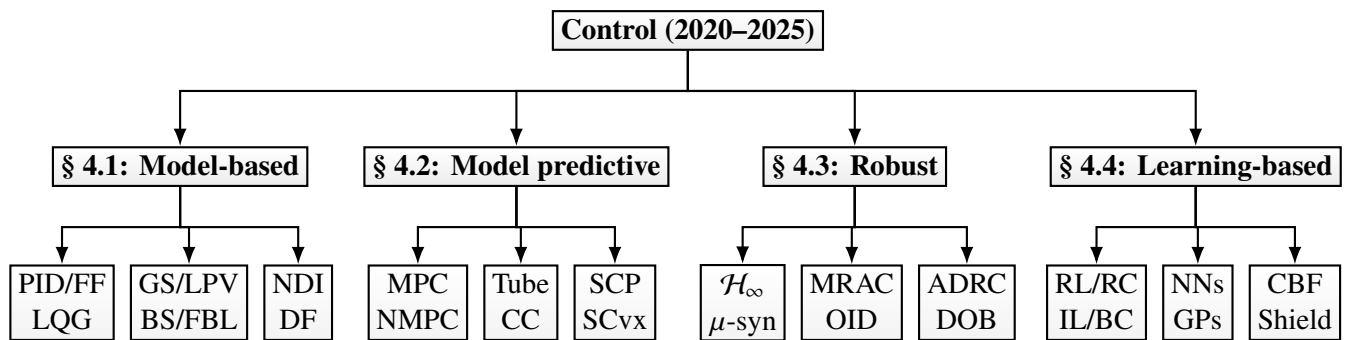 Control (2020–2025)
§ 4.1: Model-based
§ 4.2: Model predictive
§ 4.3: Robust
§ 4.4: Learning-based
PID/FF
LQG
GS/LPV
BS/FBL
NDI
DF
MPC
NMPC
Tube
CC
SCP
SCvx
ℋ∞
μ-syn
MRAC
OID
ADRC
DOB
RL/RC
IL/BC
NNs
GPs
CBF
Shield